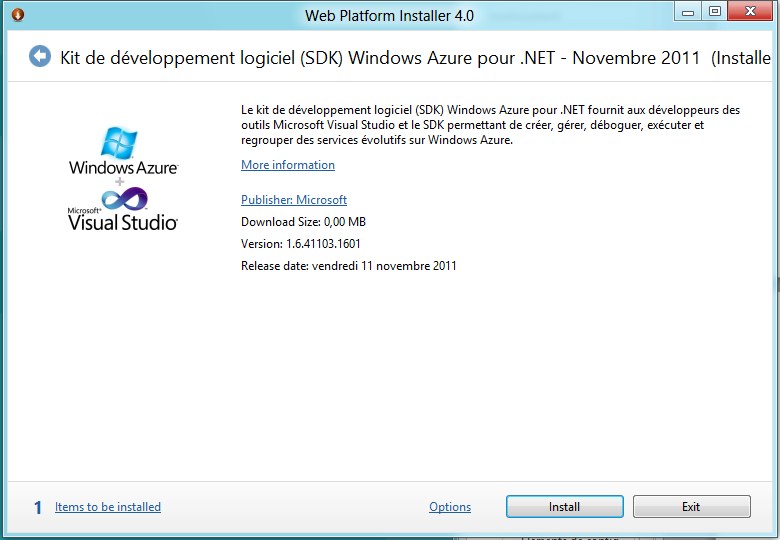 Web Platform Installer 4.0
Kit de développement logiciel (SDK) Windows Azure pour .NET - Novembre 2011 (Installe
Le kit de développement logiciel (SDK) Windows Azure pour .NET fournit aux développeurs des
outils Microsoft Visual Studio et le SDK permettant de créer, gérer, déboguer, exécuter et
regrouper des services évolutifs sur Windows Azure.
More information
Windows Azure
+
Microsoft
Visual Studio
Publisher: Microsoft
Download Size: 0,00 MB
Version: 1.6.41103.1601
Release date: vendredi 11 novembre 2011
1 Items to be installed
Options
Install
Exit